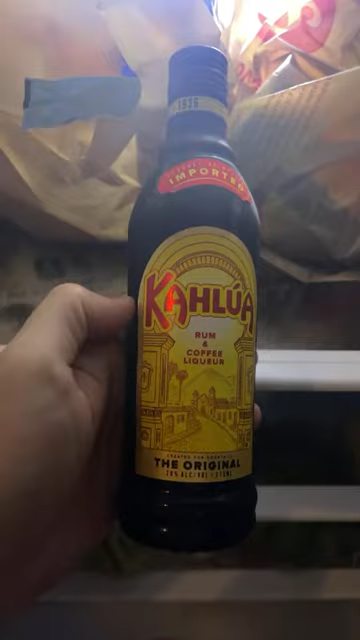 1936
IMPORTED
KAHLÚA
RUM
&
COFFEE
LIQUEUR
THE ORIGINAL